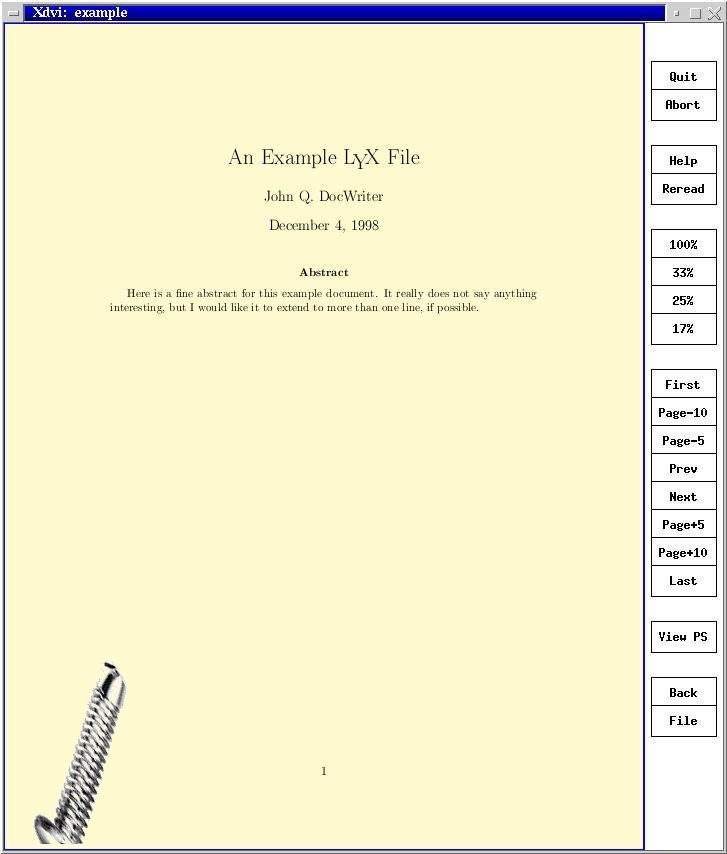 Xdvi: example
An Example LYX File
John Q. DocWriter
December 4, 1998
Abstract
Here is a fine abstract for this example document. It really does not say anything
interesting, but I would like it to extend to more than one line, if possible.
1
Quit
Abort
Help
Reread
100%
33%
25%
17%
First
Page-10
Page-5
Prev
Next
Page+5
Page+10
Last
View PS
Back
File